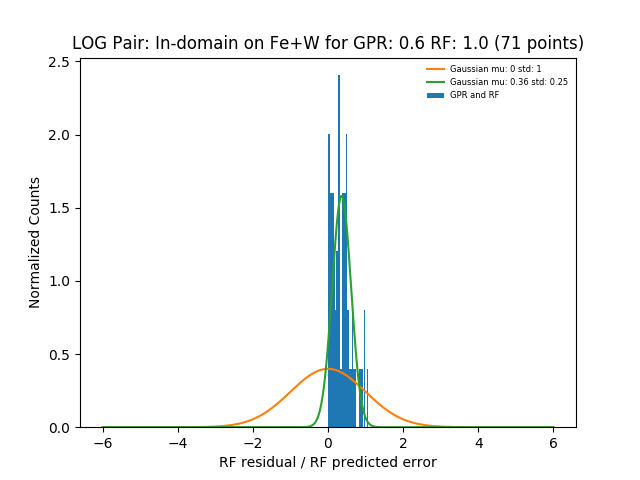 LOG Pair: In-domain on Fe+W for GPR: 0.6 RF: 1.0 (71 points)
Gaussian mu: 0 std: 1
Gaussian mu: 0.36 std: 0.25
GPR and RF
Normalized Counts
2.5
2.0
1.5
1.0
0.5
0.0
−6 −4 −2 0 2 4 6
RF residual / RF predicted error